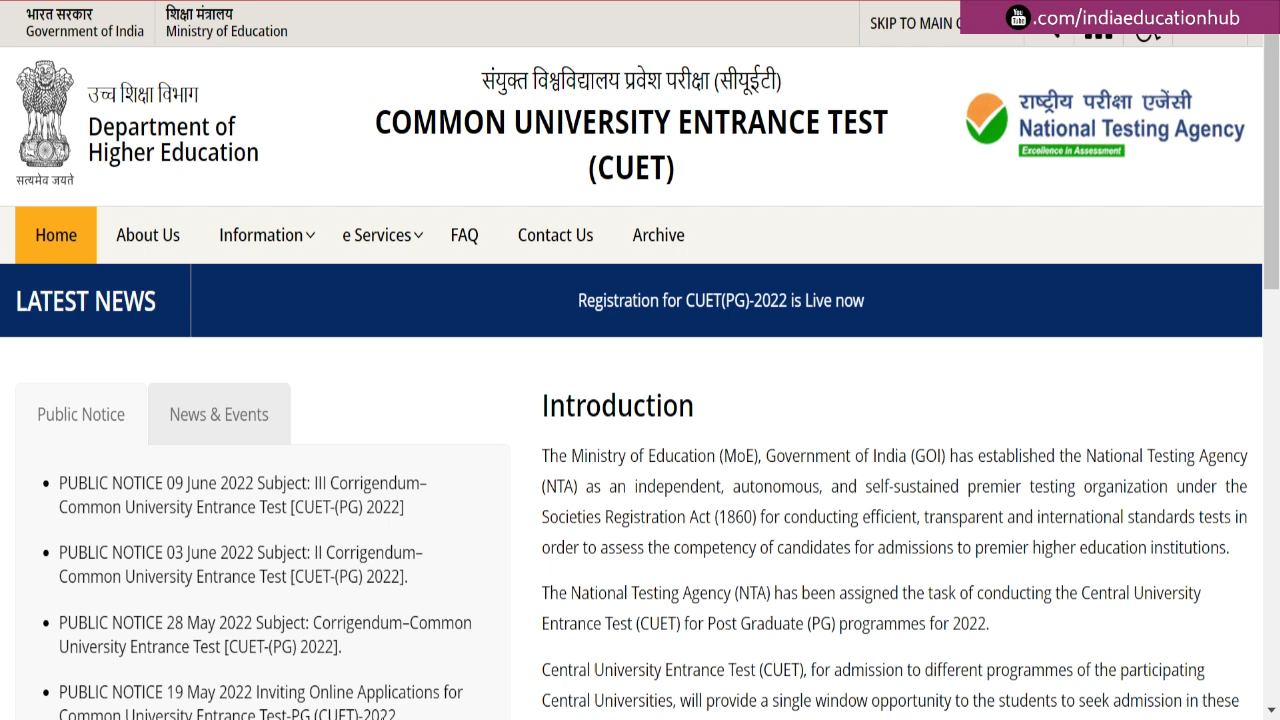 भारत सरकार
Government of India
शिक्षा मंत्रालय
Ministry of Education
SKIP TO MAIN
You
Tube
.com/indiaeducationhub
सत्यमेव जयते
उच्च शिक्षा विभाग
Department of
Higher Education
संयुक्त विश्वविद्यालय प्रवेश परीक्षा (सीयूईटी)
COMMON UNIVERSITY ENTRANCE TEST
(CUET)
राष्ट्रीय परीक्षा एजेंसी
National Testing Agency
Excellence in Assessment
Home About Us Information e Services FAQ Contact Us Archive
LATEST NEWS
Registration for CUET(PG)-2022 is Live now
Public Notice News & Events
PUBLIC NOTICE 09 June 2022 Subject: III Corrigendum–
Common University Entrance Test [CUET-(PG) 2022]
PUBLIC NOTICE 03 June 2022 Subject: II Corrigendum–
Common University Entrance Test [CUET-(PG) 2022].
PUBLIC NOTICE 28 May 2022 Subject: Corrigendum–Common
University Entrance Test [CUET-(PG) 2022].
PUBLIC NOTICE 19 May 2022 Inviting Online Applications for
Common University Entrance Test-PG (CUET)-2022
Introduction
The Ministry of Education (MoE), Government of India (GOI) has established the National Testing Agency
(NTA) as an independent, autonomous, and self-sustained premier testing organization under the
Societies Registration Act (1860) for conducting efficient, transparent and international standards tests in
order to assess the competency of candidates for admissions to premier higher education institutions.
The National Testing Agency (NTA) has been assigned the task of conducting the Central University
Entrance Test (CUET) for Post Graduate (PG) programmes for 2022.
Central University Entrance Test (CUET), for admission to different programmes of the participating
Central Universities, will provide a single window opportunity to the students to seek admission in these